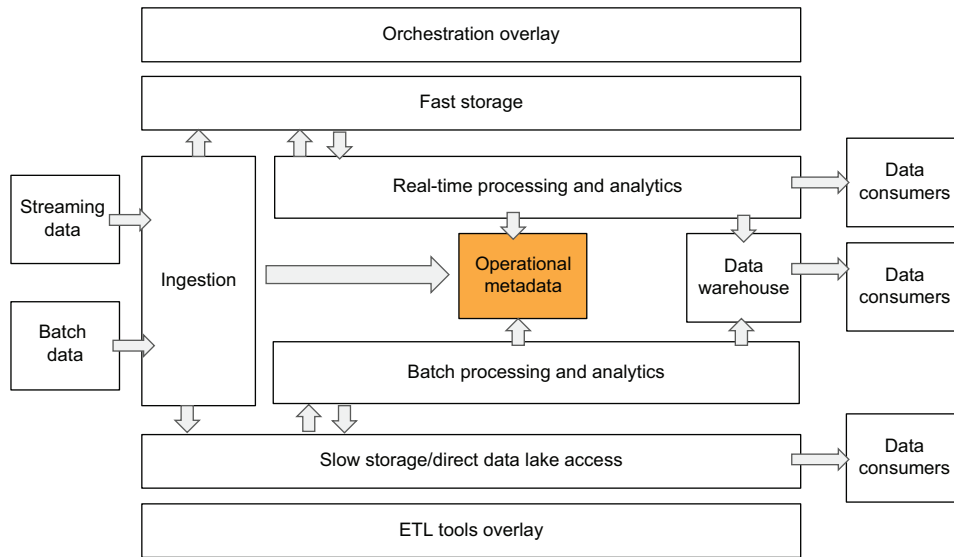 Orchestration overlay
Fast storage
Streaming
data
Batch
data
Ingestion
Real-time processing and analytics
Operational
metadata
Data
warehouse
Batch processing and analytics
Slow storage/direct data lake access
ETL tools overlay
Data
consumers
Data
consumers
Data
consumers